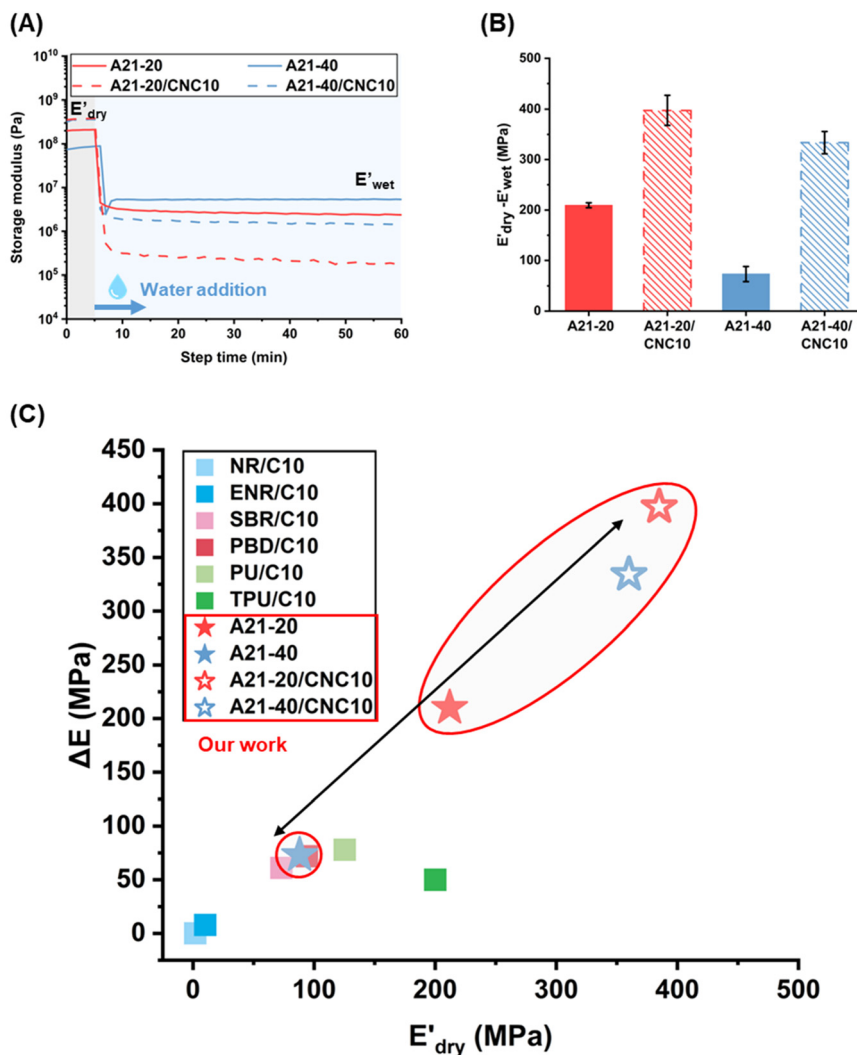 (A)
A21-20
A21-40
A21-20/CNC10
A21-40/CNC10
Storage modulus (Pa)
10¹⁰
10⁹
10⁸
10⁷
10⁶
10⁵
10⁴
E'dry
E'wet
Water addition
0 10 20 30 40 50 60
Step time (min)
(B)
E'dry -E'wet (MPa)
500
400
300
200
100
0
A21-20
A21-20/
CNC10
A21-40
A21-40/
CNC10
(C)
ΔE (MPa)
450
400
350
300
250
200
150
100
50
0
NR/C10
ENR/C10
SBR/C10
PBD/C10
PU/C10
TPU/C10
A21-20
A21-40
A21-20/CNC10
A21-40/CNC10
Our work
0 100 200 300 400 500
E'dry (MPa)